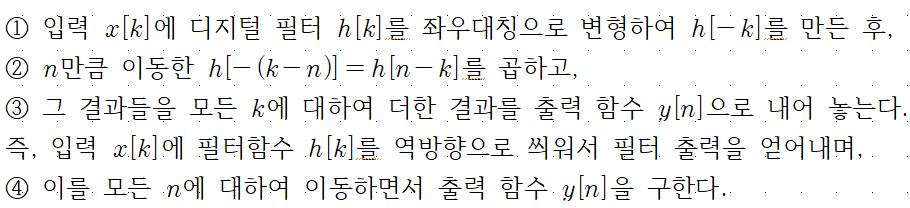 ① 입력 x[k]에 디지털 필터 h[k]를 좌우대칭으로 변형하여 h[-k]를 만든 후,
② n만큼 이동한 h[-(k-n)]=h[n-k]를 곱하고,
③ 그 결과들을 모든 k에 대하여 더한 결과를 출력 함수 y[n]으로 내어 놓는다.
즉, 입력 x[k]에 필터함수 h[k]를 역방향으로 씌워서 필터 출력을 얻어내며,
④ 이를 모든 n에 대하여 이동하면서 출력 함수 y[n]을 구한다.